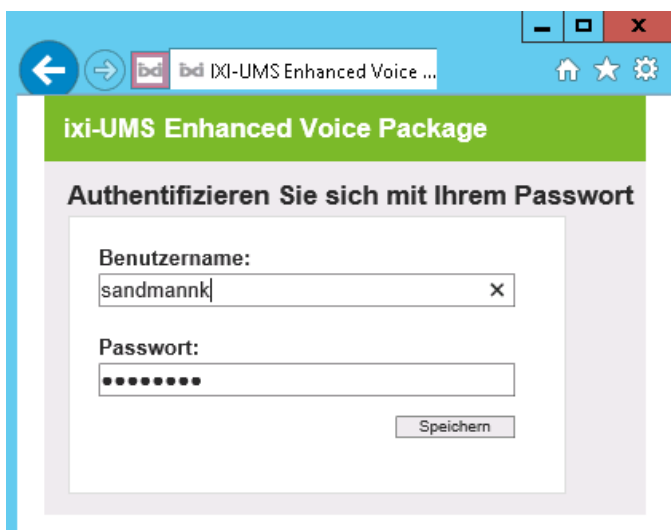 IXI-UMS Enhanced Voice ...
ixi-UMS Enhanced Voice Package
Authentifizieren Sie sich mit Ihrem Passwort
Benutzername:
sandmannk
Passwort:
••••••••
Speichern